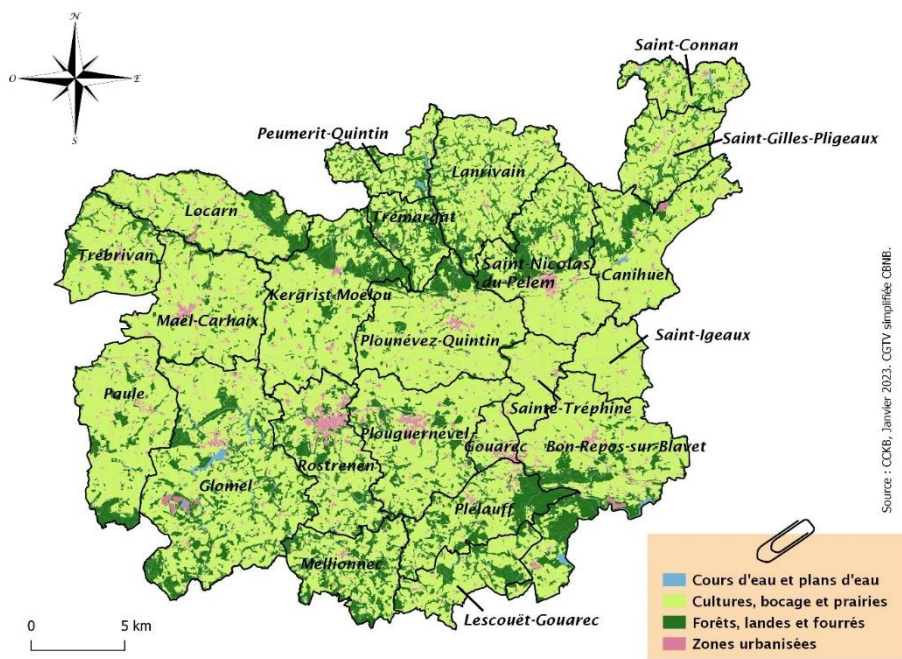 N
O
E
S
Saint-Connan
Peumerit-Quintin
Saint-Gilles-Pligeaux
Lanrivain
Locarn
Trémargat
Trébrivan
Saint-Nicolas
du Pelem
Canihuel
Kergrist-Moëlou
Maël-Carhaix
Plounévez-Quintin
Saint-Igeaux
Paule
Sainte-Tréphine
Plouguernével
Gouarec
Bon-Repos-sur-Blavet
Rostrenen
Glomel
Plélauff
Mellionnec
Lescouët-Gouarec
0
5 km
Cours d'eau et plans d'eau
Cultures, bocage et prairies
Forêts, landes et fourrés
Zones urbanisées
Source : CCKB, Janvier 2023. CGTV simplifiée CBNB.